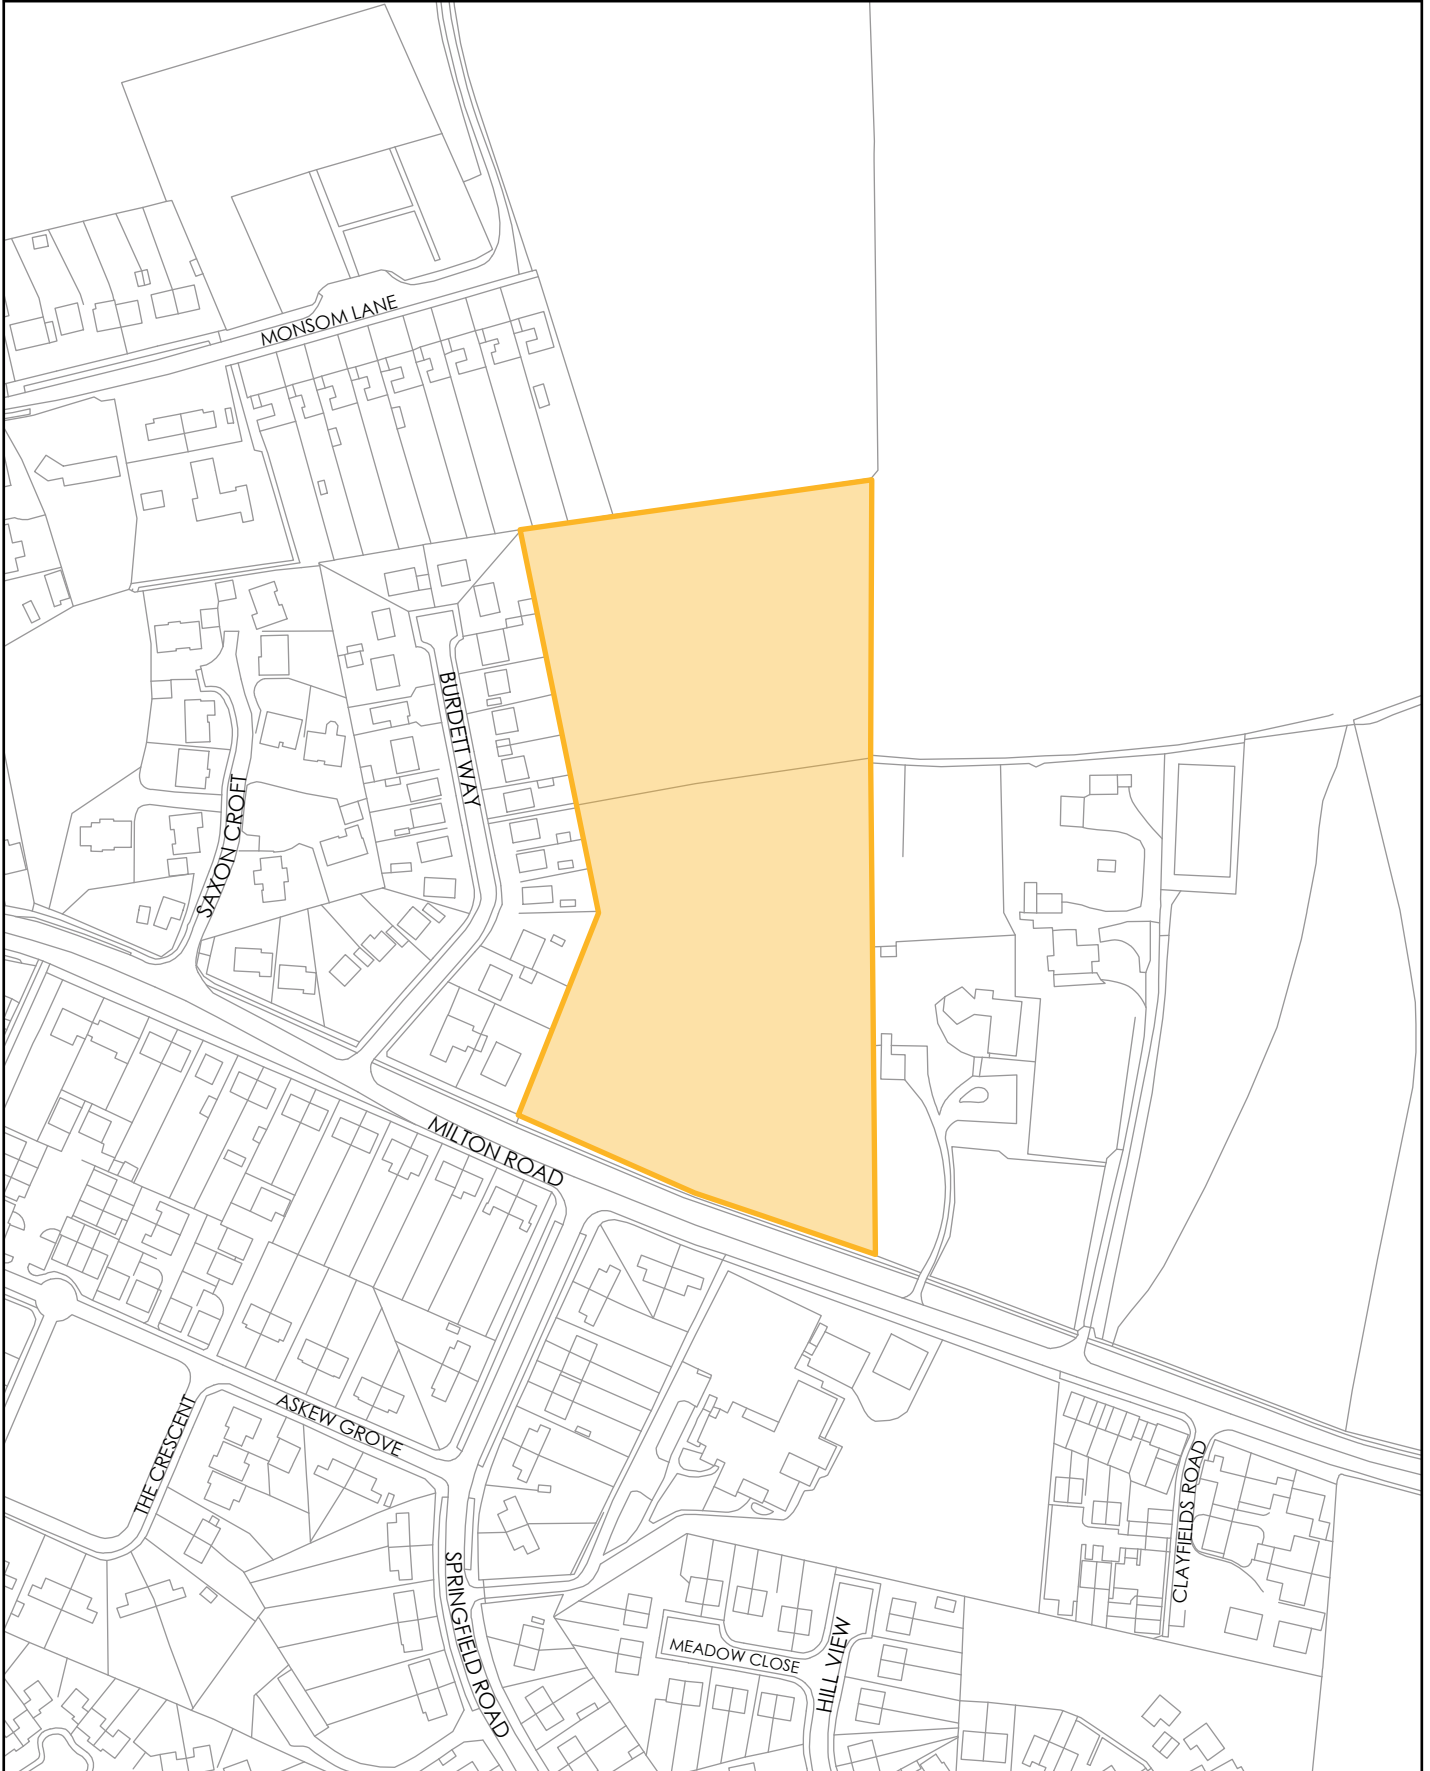 MONSOM LANE
BURDETT WAY
SAXON CROFT
MILTON ROAD
ASKEW GROVE
THE CRESCENT
CLAYFIELDS ROAD
SPRINGFIELD ROAD
MEADOW CLOSE
HILL VIEW